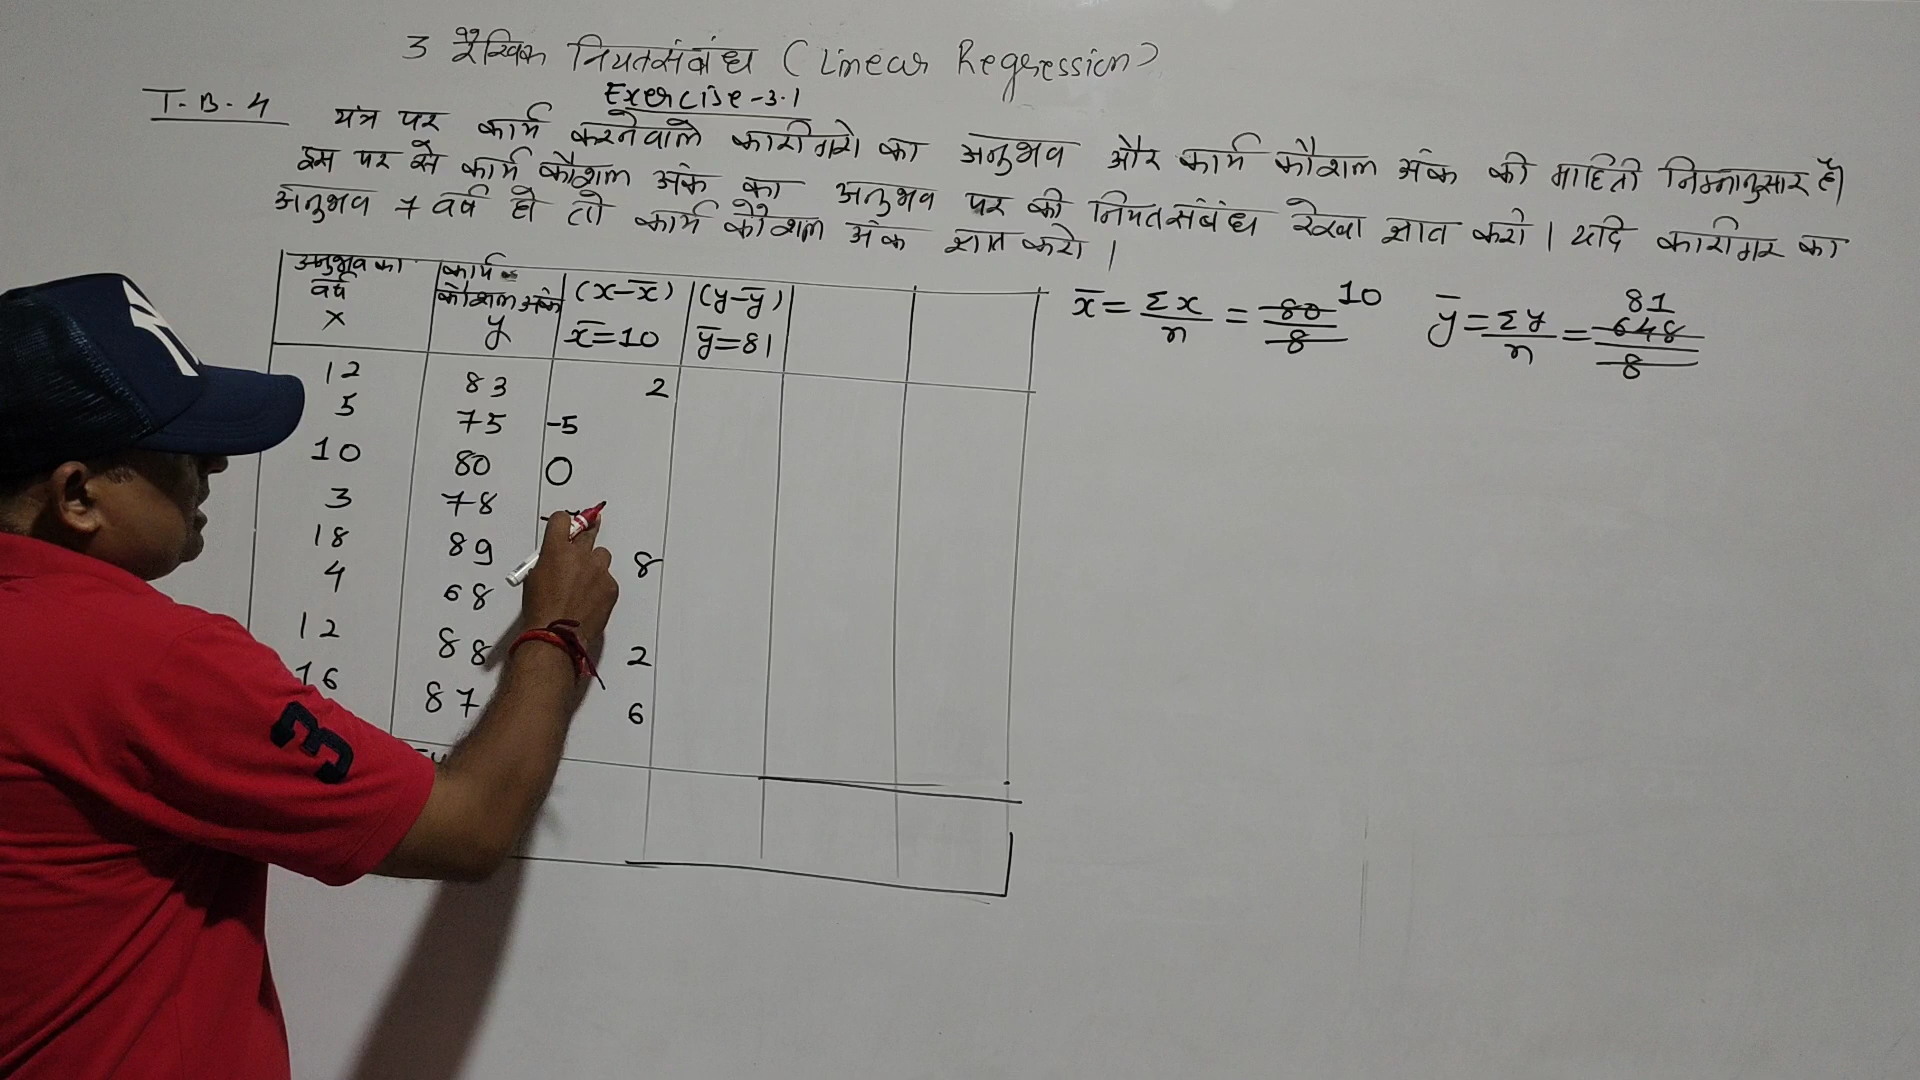 3 रैखिक नियतसंबंध (Linear Regression)
Exercise-3.1
T.B.4 यंत्र पर कार्य करनेवाले कारीगरो का अनुभव और कार्य कौशल अंक की माहिती निम्नानुसार है।
इस पर से कार्य कौशल अंक का अनुभव पर की नियतसंबंध रेखा ज्ञात करो। यदि कारीगर का
अनुभव 7 वर्ष हो तो कार्य कौशल अंक ज्ञात करो।
अनुभव का वर्ष x | कार्य कौशल अंक y | (x-x̄) x̄=10 | (y-ȳ) ȳ=81
12 83 2
5 75 -5
10 80 0
3 78
18 89 8
4 68
12 88 2
16 87 6
x̄ = Σx/n = 80/8 10
ȳ = Σy/n = 648/8 81
3